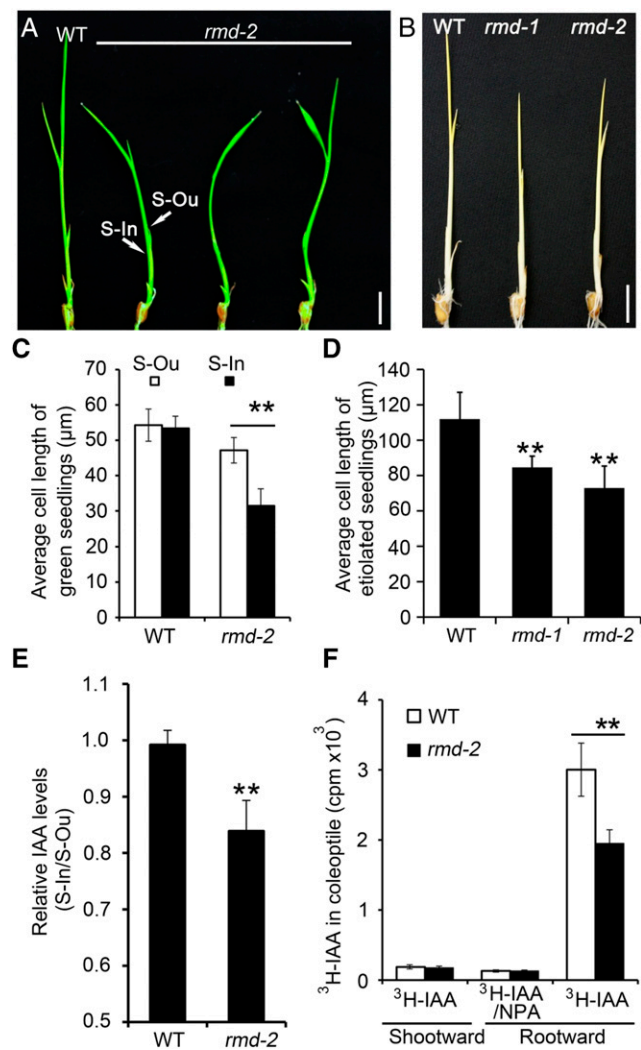 A
WT
rmd-2
S-Ou
S-In
B
WT rmd-1 rmd-2
C
S-Ou S-In
Average cell length of
green seedlings (µm)
70
60
50
40
30
20
10
0
**
WT rmd-2
D
Average cell length of
etiolated seedlings (µm)
140
120
100
80
60
40
20
0
**
**
WT rmd-1 rmd-2
E
Relative IAA levels
(S-In/S-Ou)
1.1
1.0
0.9
0.8
0.7
0.6
0.5
**
WT rmd-2
F
³H-IAA in coleoptile (cpm x10³)
4
3
2
1
0
WT
rmd-2
**
³H-IAA
³H-IAA
/NPA
³H-IAA
Shootward Rootward